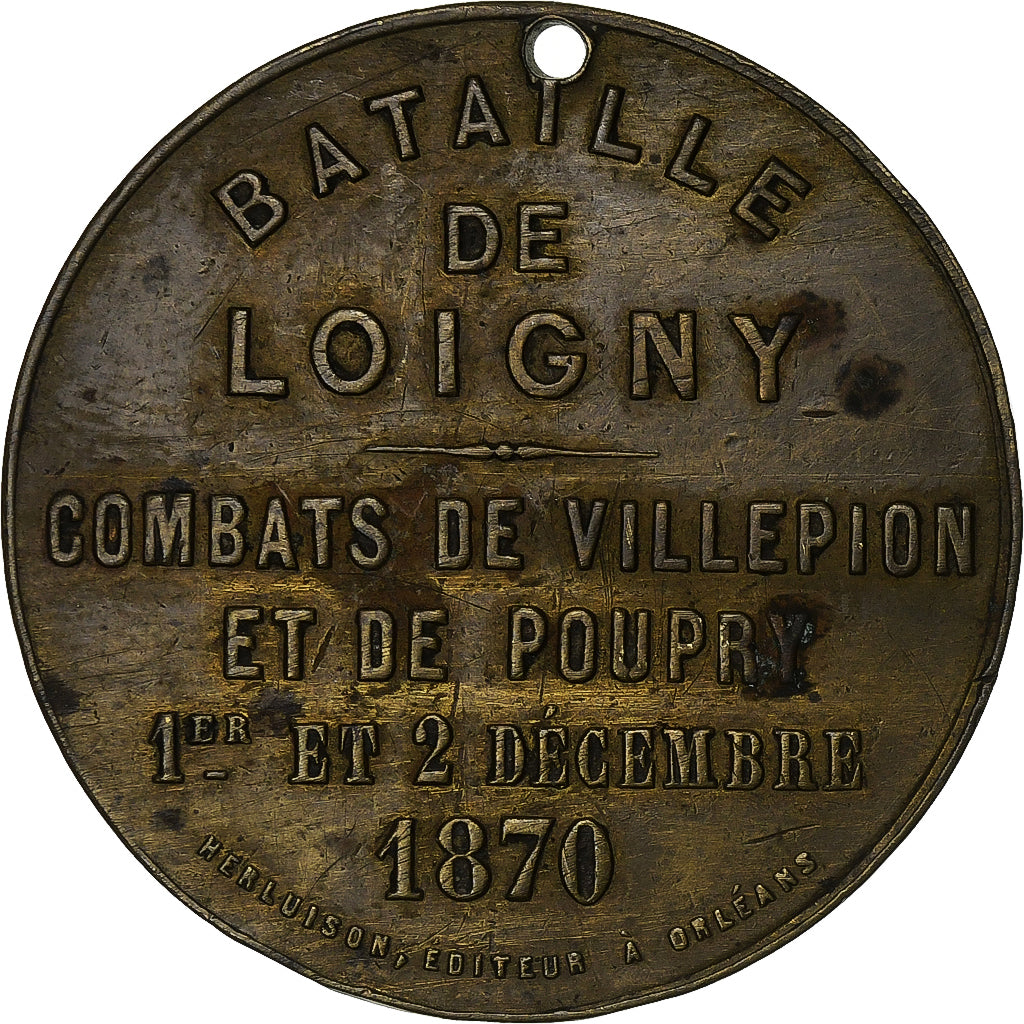 BATAILLE
DE
LOIGNY
COMBATS DE VILLEPION
ET DE POUPRY
1ER ET 2 DÉCEMBRE
1870
HERLUISON, ÉDITEUR À ORLÉANS